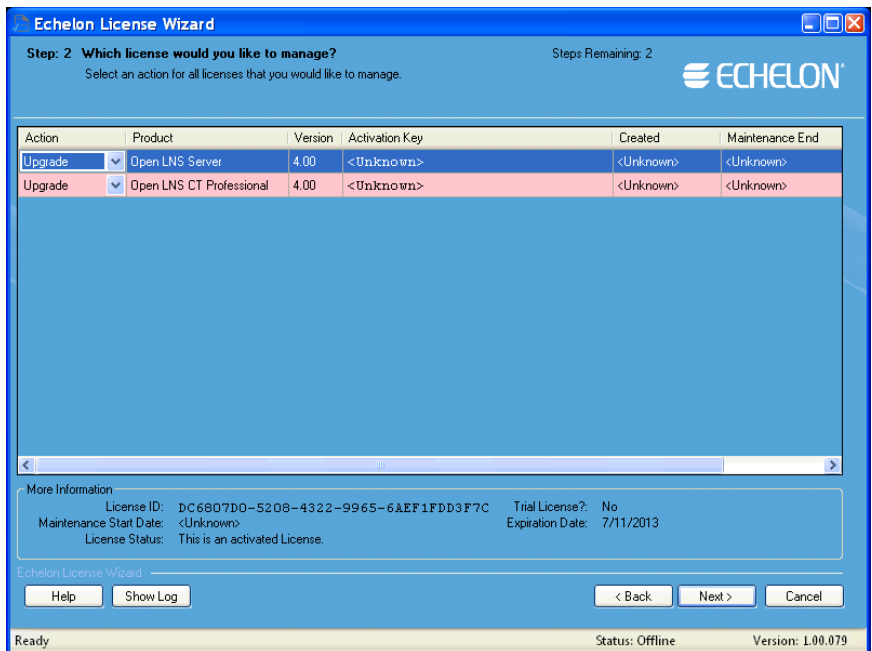 Echelon License Wizard
Step: 2 Which license would you like to manage? Steps Remaining: 2
Select an action for all licenses that you would like to manage.
ECHELON
Action Product Version Activation Key Created Maintenance End
Upgrade Open LNS Server 4.00 <Unknown> <Unknown> <Unknown>
Upgrade Open LNS CT Professional 4.00 <Unknown> <Unknown> <Unknown>
More Information
License ID: DC6807D0-5208-4322-9965-6AEF1FDD3F7C Trial License?: No
Maintenance Start Date: <Unknown> Expiration Date: 7/11/2013
License Status: This is an activated License.
Echelon License Wizard
Help Show Log < Back Next > Cancel
Ready Status: Offline Version: 1.00.079